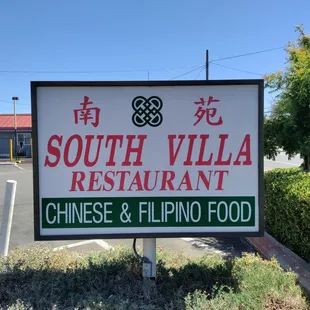 南 苑
SOUTH VILLA
RESTAURANT
CHINESE & FILIPINO FOOD